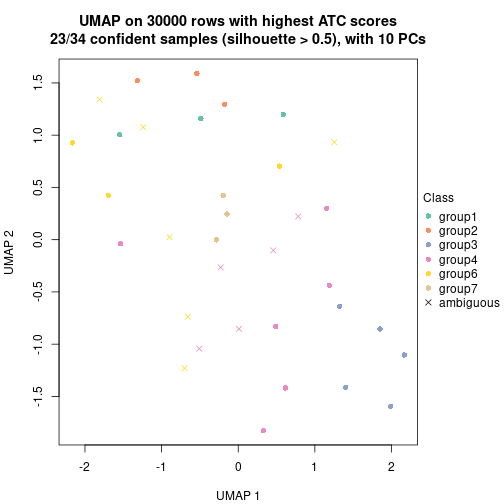 UMAP on 30000 rows with highest ATC scores
23/34 confident samples (silhouette > 0.5), with 10 PCs
1.5
1.0
0.5
0.0
-0.5
-1.0
-1.5
UMAP 2
-2
-1
0
1
2
UMAP 1
Class
group1
group2
group3
group4
group6
group7
ambiguous